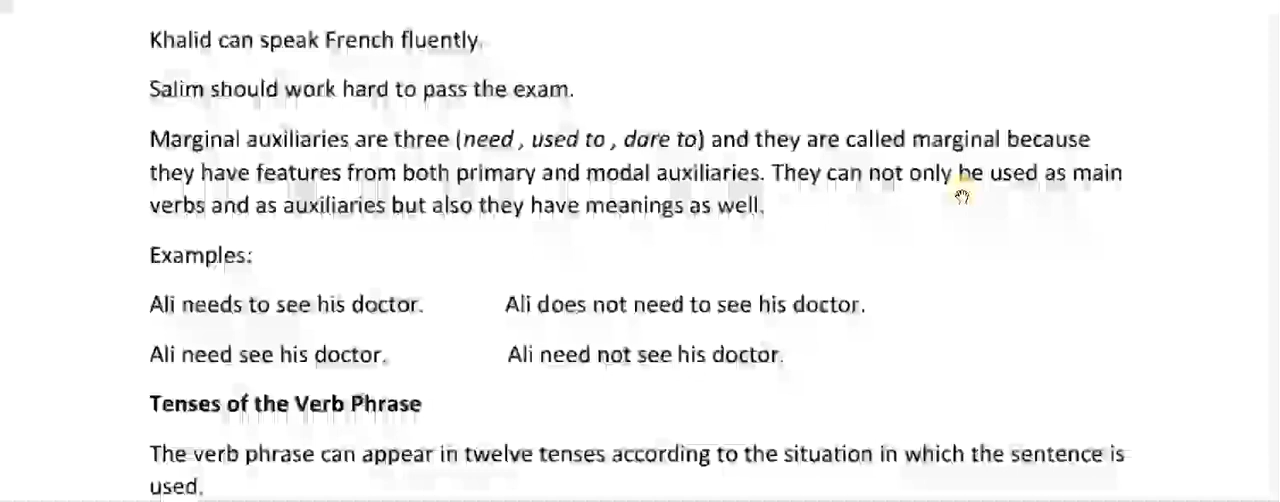 Khalid can speak French fluently.
Salim should work hard to pass the exam.
Marginal auxiliaries are three (need , used to , dare to) and they are called marginal because
they have features from both primary and modal auxiliaries. They can not only be used as main
verbs and as auxiliaries but also they have meanings as well.
Examples:
Ali needs to see his doctor. Ali does not need to see his doctor.
Ali need see his doctor. Ali need not see his doctor.
Tenses of the Verb Phrase
The verb phrase can appear in twelve tenses according to the situation in which the sentence is
used.